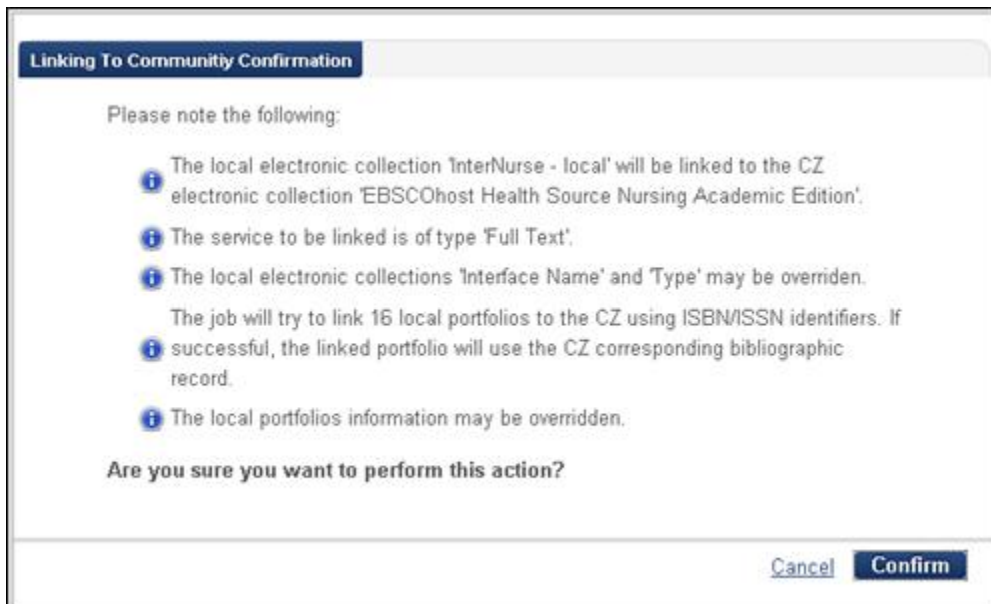 Linking To Communitiy Confirmation
Please note the following:
The local electronic collection 'InterNurse - local' will be linked to the CZ
electronic collection 'EBSCOhost Health Source Nursing Academic Edition'.
The service to be linked is of type 'Full Text'.
The local electronic collections 'Interface Name' and 'Type' may be overriden.
The job will try to link 16 local portfolios to the CZ using ISBN/ISSN identifiers. If
successful, the linked portfolio will use the CZ corresponding bibliographic
record.
The local portfolios information may be overridden.
Are you sure you want to perform this action?
Cancel Confirm